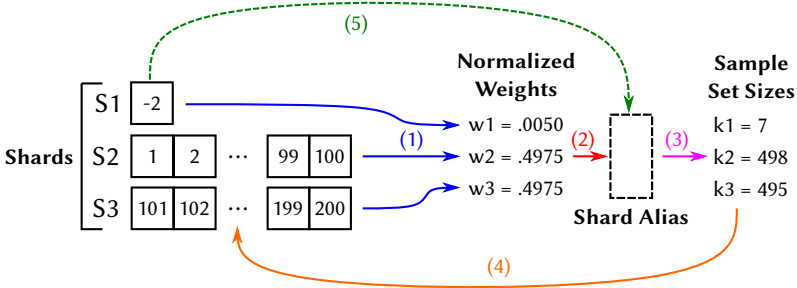 (5)
Normalized
Weights
Sample
Set Sizes
Shards
S1
-2
S2
1 2 ... 99 100
S3
101 102 ... 199 200
(1)
w1 = .0050
w2 = .4975
w3 = .4975
(2)
Shard Alias
(3)
k1 = 7
k2 = 498
k3 = 495
(4)